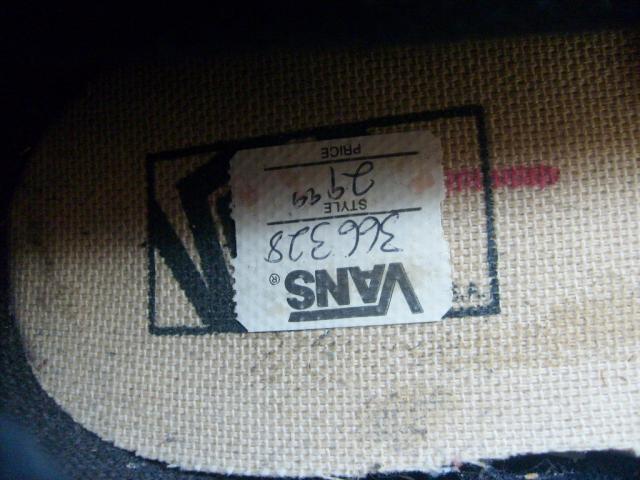 VANS®
366328
STYLE
29.99
PRICE
V
S.A.